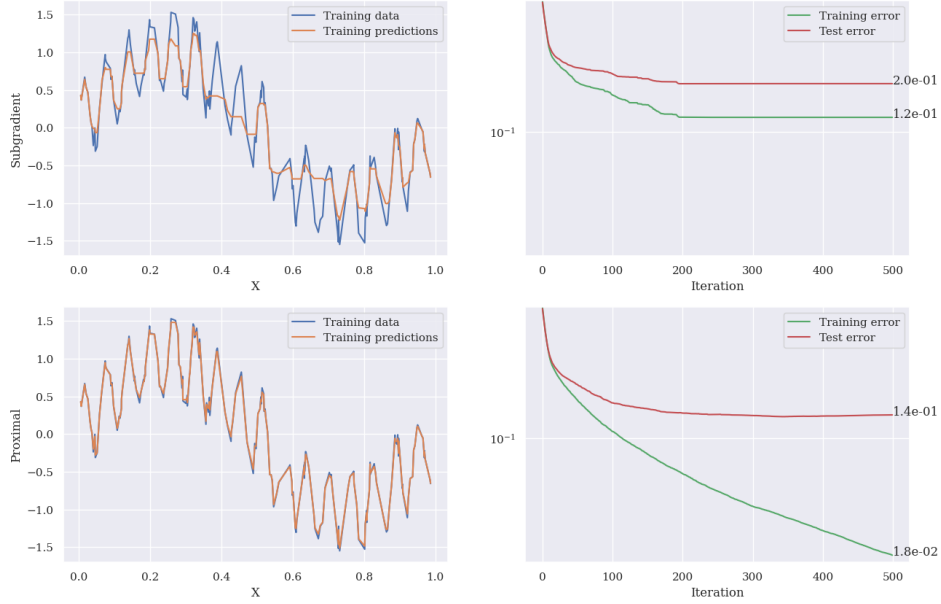 1.5
1.0
0.5
0.0
−0.5
−1.0
−1.5
Subgradient
Training data
Training predictions
0.0 0.2 0.4 0.6 0.8 1.0
X
10⁻¹
Training error
Test error
2.0e-01
1.2e-01
0 100 200 300 400 500
Iteration
1.5
1.0
0.5
0.0
−0.5
−1.0
−1.5
Proximal
Training data
Training predictions
0.0 0.2 0.4 0.6 0.8 1.0
X
10⁻¹
Training error
Test error
1.4e-01
1.8e-02
0 100 200 300 400 500
Iteration